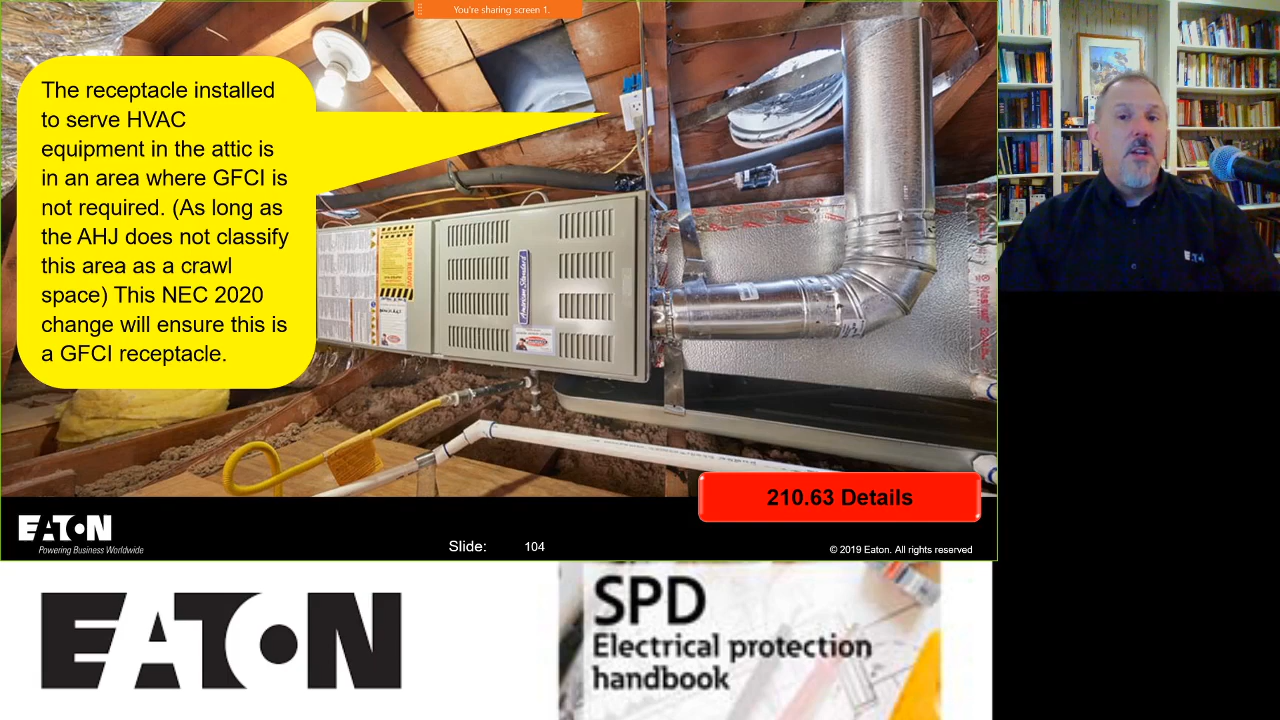 You're sharing screen 1.
The receptacle installed
to serve HVAC
equipment in the attic is
in an area where GFCI is
not required. (As long as
the AHJ does not classify
this area as a crawl
space) This NEC 2020
change will ensure this is
a GFCI receptacle.
American Standard
210.63 Details
EATON
Powering Business Worldwide
Slide: 104
© 2019 Eaton. All rights reserved
EATON
SPD
Electrical protection
handbook